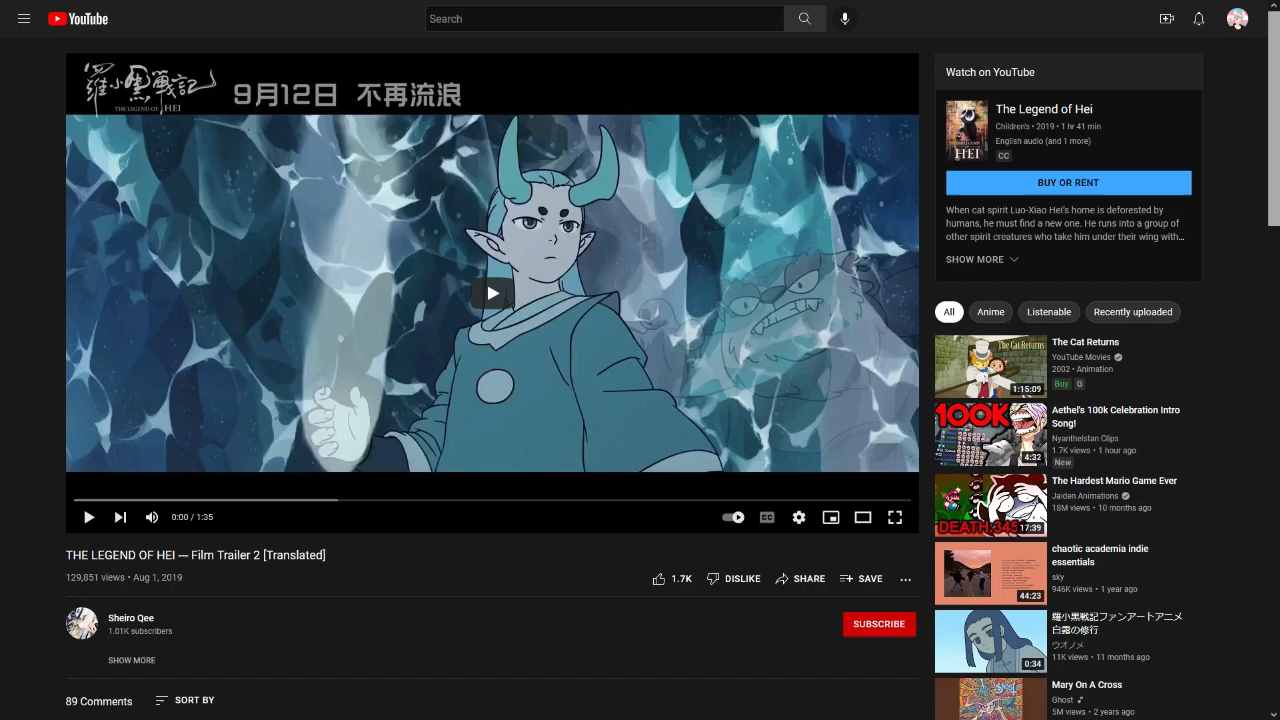 YouTube
Search
羅小黑戰記
THE LEGEND OF HEI
9月12日 不再流浪
0:00 / 1:35
THE LEGEND OF HEI — Film Trailer 2 [Translated]
129,851 views • Aug 1, 2019
1.7K
DISLIKE
SHARE
SAVE
Sheiro Qee
1.01K subscribers
SUBSCRIBE
SHOW MORE
89 Comments
SORT BY
Watch on YouTube
HEI
The Legend of Hei
Children's • 2019 • 1 hr 41 min
English audio (and 1 more)
CC
BUY OR RENT
When cat spirit Luo-Xiao Hei's home is deforested by
humans, he must find a new one. He runs into a group of
other spirit creatures who take him under their wing with...
SHOW MORE
All
Anime
Listenable
Recently uploaded
The Cat Returns
1:15:09
The Cat Returns
YouTube Movies
2002 • Animation
Buy
G
100K
4:32
Aethel's 100k Celebration Intro
Song!
Nyanthelstan Clips
1.7K views • 1 hour ago
New
DEATH:345
17:39
The Hardest Mario Game Ever
Jaiden Animations
18M views • 10 months ago
44:23
chaotic academia indie
essentials
sky
946K views • 1 year ago
0:34
羅小黒戦記ファンアートアニメ
白露の修行
ウオノメ
11K views • 11 months ago
Mary On A Cross
Ghost
5M views • 2 years ago